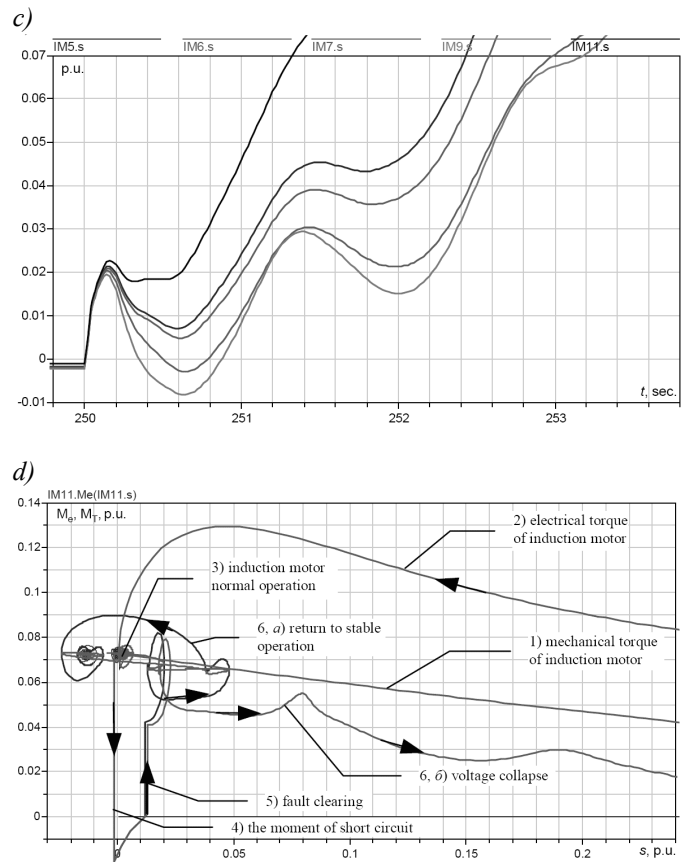 c)
IM5.s IM6.s IM7.s IM9.s IM11.s
0.07
p.u.
0.06
0.05
0.04
0.03
0.02
0.01
0
-0.01
t, sec.
250 251 252 253
d)
IM11.Me(IM11.s)
0.14
Me, MT, p.u.
2) electrical torque
of induction motor
0.12
3) induction motor
normal operation
0.1
6, a) return to stable
operation
1) mechanical torque
of induction motor
0.08
0.06
0.04
6, б) voltage collapse
0.02
5) fault clearing
0
4) the moment of short circuit
0 0.05 0.1 0.15 0.2 s, p.u.